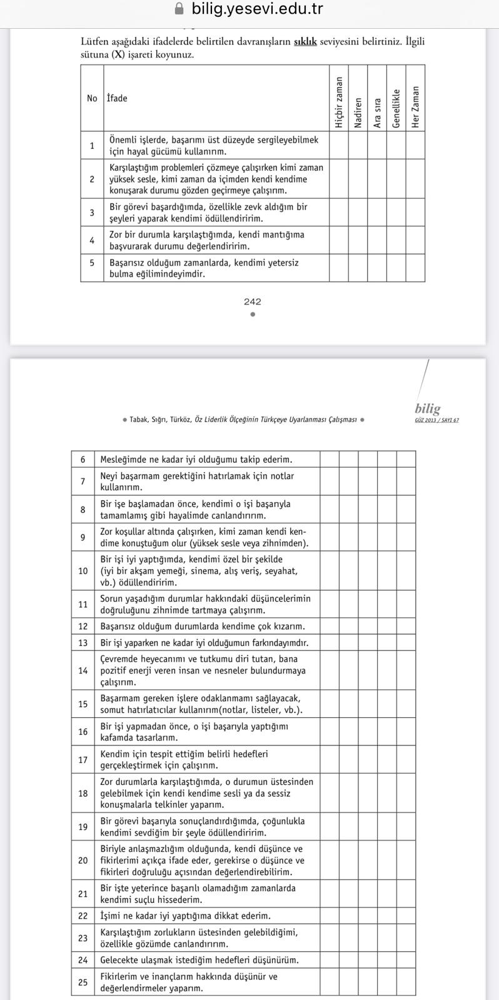 bilig.yesevi.edu.tr
Lütfen aşağıdaki ifadelerde belirtilen davranışların sıklık seviyesini belirtiniz. İlgili
sütuna (X) işareti koyunuz.
No İfade Hiçbir zaman Nadiren Ara sıra Genellikle Her Zaman
1 Önemli işlerde, başarımı üst düzeyde sergileyebilmek
için hayal gücümü kullanırım.
2 Karşılaştığım problemleri çözmeye çalışırken kimi zaman
yüksek sesle, kimi zaman da içimden kendi kendime
konuşarak durumu gözden geçirmeye çalışırım.
3 Bir görevi başardığımda, özellikle zevk aldığım bir
şeyleri yaparak kendimi ödüllendiririm.
4 Zor bir durumla karşılaştığımda, kendi mantığıma
başvurarak durumu değerlendiririm.
5 Başarısız olduğum zamanlarda, kendimi yetersiz
bulma eğilimindeyimdir.
242
bilig
GÜZ 2013 / SAYI 67
• Tabak, Sığrı, Türköz, Öz Liderlik Ölçeğinin Türkçeye Uyarlanması Çalışması •
6 Mesleğimde ne kadar iyi olduğumu takip ederim.
7 Neyi başarmam gerektiğini hatırlamak için notlar
kullanırım.
8 Bir işe başlamadan önce, kendimi o işi başarıyla
tamamlamış gibi hayalimde canlandırırım.
9 Zor koşullar altında çalışırken, kimi zaman kendi ken-
dime konuştuğum olur (yüksek sesle veya zihnimden).
10 Bir işi iyi yaptığımda, kendimi özel bir şekilde
(iyi bir akşam yemeği, sinema, alış veriş, seyahat,
vb.) ödüllendiririm.
11 Sorun yaşadığım durumlar hakkındaki düşüncelerimin
doğruluğunu zihnimde tartmaya çalışırım.
12 Başarısız olduğum durumlarda kendime çok kızarım.
13 Bir işi yaparken ne kadar iyi olduğumun farkındayımdır.
14 Çevremde heyecanımı ve tutkumu diri tutan, bana
pozitif enerji veren insan ve nesneler bulundurmaya
çalışırım.
15 Başarmam gereken işlere odaklanmamı sağlayacak,
somut hatırlatıcılar kullanırım(notlar, listeler, vb.).
16 Bir işi yapmadan önce, o işi başarıyla yaptığımı
kafamda tasarlarım.
17 Kendim için tespit ettiğim belirli hedefleri
gerçekleştirmek için çalışırım.
18 Zor durumlarla karşılaştığımda, o durumun üstesinden
gelebilmek için kendi kendime sesli ya da sessiz
konuşmalarla telkinler yaparım.
19 Bir görevi başarıyla sonuçlandırdığımda, çoğunlukla
kendimi sevdiğim bir şeyle ödüllendiririm.
20 Biriyle anlaşmazlığım olduğunda, kendi düşünce ve
fikirlerimi açıkça ifade eder, gerekirse o düşünce ve
fikirleri doğruluğu açısından değerlendirebilirim.
21 Bir işte yeterince başarılı olamadığım zamanlarda
kendimi suçlu hissederim.
22 İşimi ne kadar iyi yaptığıma dikkat ederim.
23 Karşılaştığım zorlukların üstesinden gelebildiğimi,
özellikle gözümde canlandırırım.
24 Gelecekte ulaşmak istediğim hedefleri düşünürüm.
25 Fikirlerim ve inançlarım hakkında düşünür ve
değerlendirmeler yaparım.